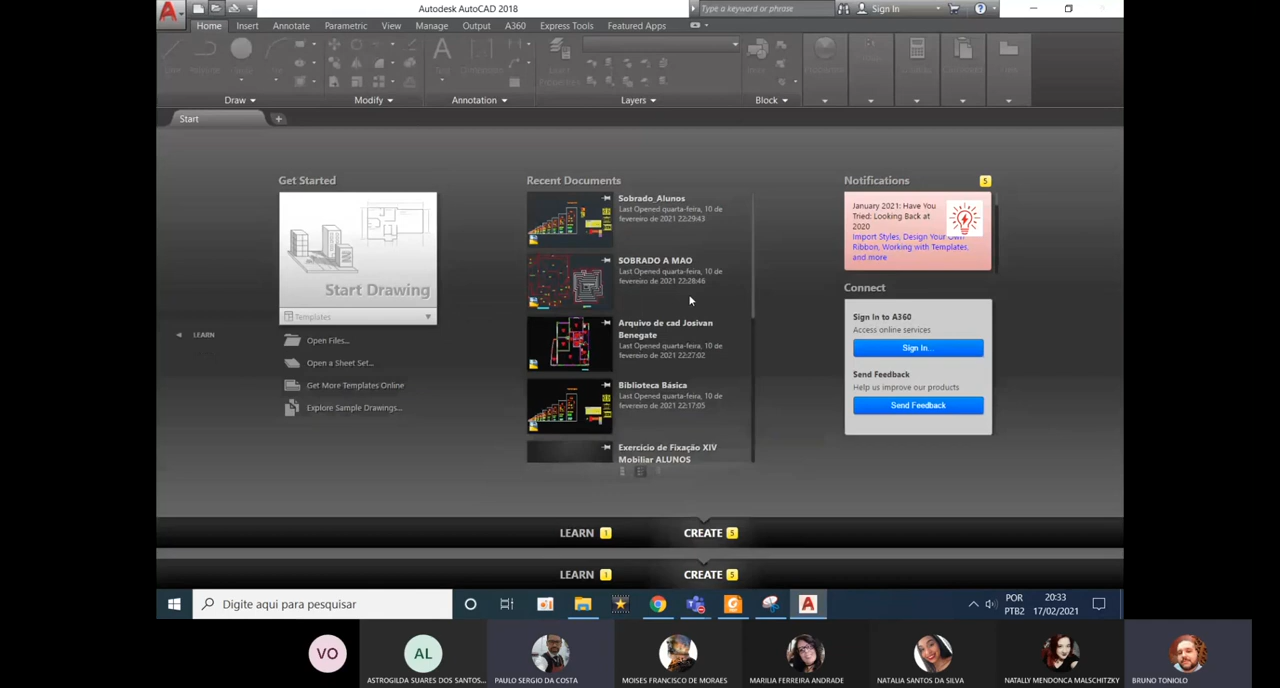 Autodesk AutoCAD 2018
Type a keyword or phrase
Sign In
Home Insert Annotate Parametric View Manage Output A360 Express Tools Featured Apps
Draw Modify Annotation Layers Block
Start
Get Started
Start Drawing
Templates
Open Files...
Open a Sheet Set...
Get More Templates Online
Explore Sample Drawings...
LEARN
Recent Documents
Sobrado_Alunos
Last Opened quarta-feira, 10 de
fevereiro de 2021 22:29:43
SOBRADO A MAO
Last Opened quarta-feira, 10 de
fevereiro de 2021 22:28:46
Arquivo de cad Josivan
Benegate
Last Opened quarta-feira, 10 de
fevereiro de 2021 22:27:02
Biblioteca Básica
Last Opened quarta-feira, 10 de
fevereiro de 2021 22:17:05
Exercicio de Fixação XIV
Mobiliar ALUNOS
Notifications 5
January 2021: Have You
Tried: Looking Back at
2020
Import Styles, Design Your Own
Ribbon, Working with Templates,
and more
Connect
Sign In to A360
Access online services
Sign In...
Send Feedback
Help us improve our products
Send Feedback
LEARN 1 CREATE 5
LEARN 1 CREATE 5
Digite aqui para pesquisar
POR
PTB2
20:33
17/02/2021
VO
AL
ASTROGILDA SUARES DOS SANTOS...
PAULO SERGIO DA COSTA
MOISES FRANCISCO DE MORAES
MARILIA FERREIRA ANDRADE
NATALIA SANTOS DA SILVA
NATALLY MENDONCA MALSCHITZKY
BRUNO TONIOLO